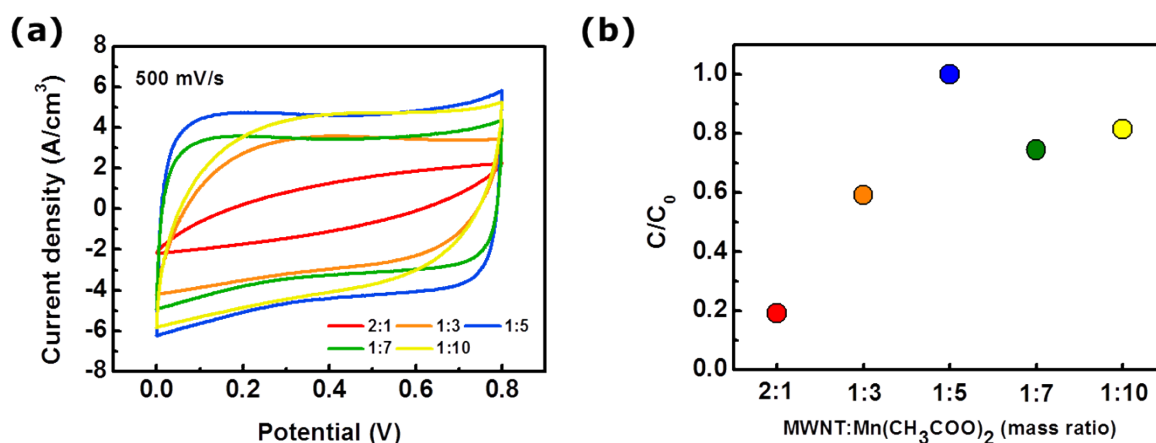 (a)
500 mV/s
Current density (A/cm³)
8
6
4
2
0
-2
-4
-6
-8
2:1 1:3 1:5
1:7 1:10
0.0 0.2 0.4 0.6 0.8
Potential (V)
(b)
C/C₀
1.0
0.8
0.6
0.4
0.2
0.0
2:1 1:3 1:5 1:7 1:10
MWNT:Mn(CH₃COO)₂ (mass ratio)